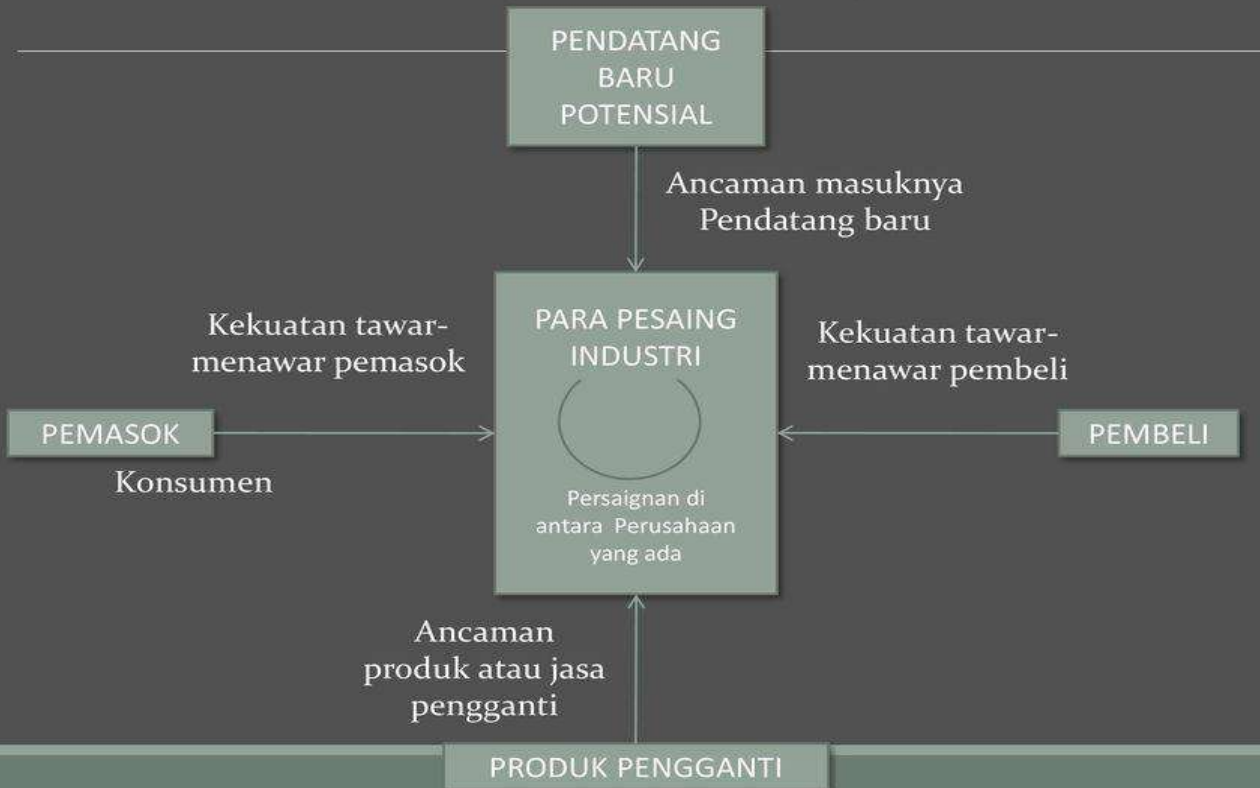 PENDATANG
BARU
POTENSIAL
Ancaman masuknya
Pendatang baru
Kekuatan tawar-
menawar pemasok
PARA PESAING
INDUSTRI
Kekuatan tawar-
menawar pembeli
PEMASOK
PEMBELI
Konsumen
Persaignan di
antara Perusahaan
yang ada
Ancaman
produk atau jasa
pengganti
PRODUK PENGGANTI